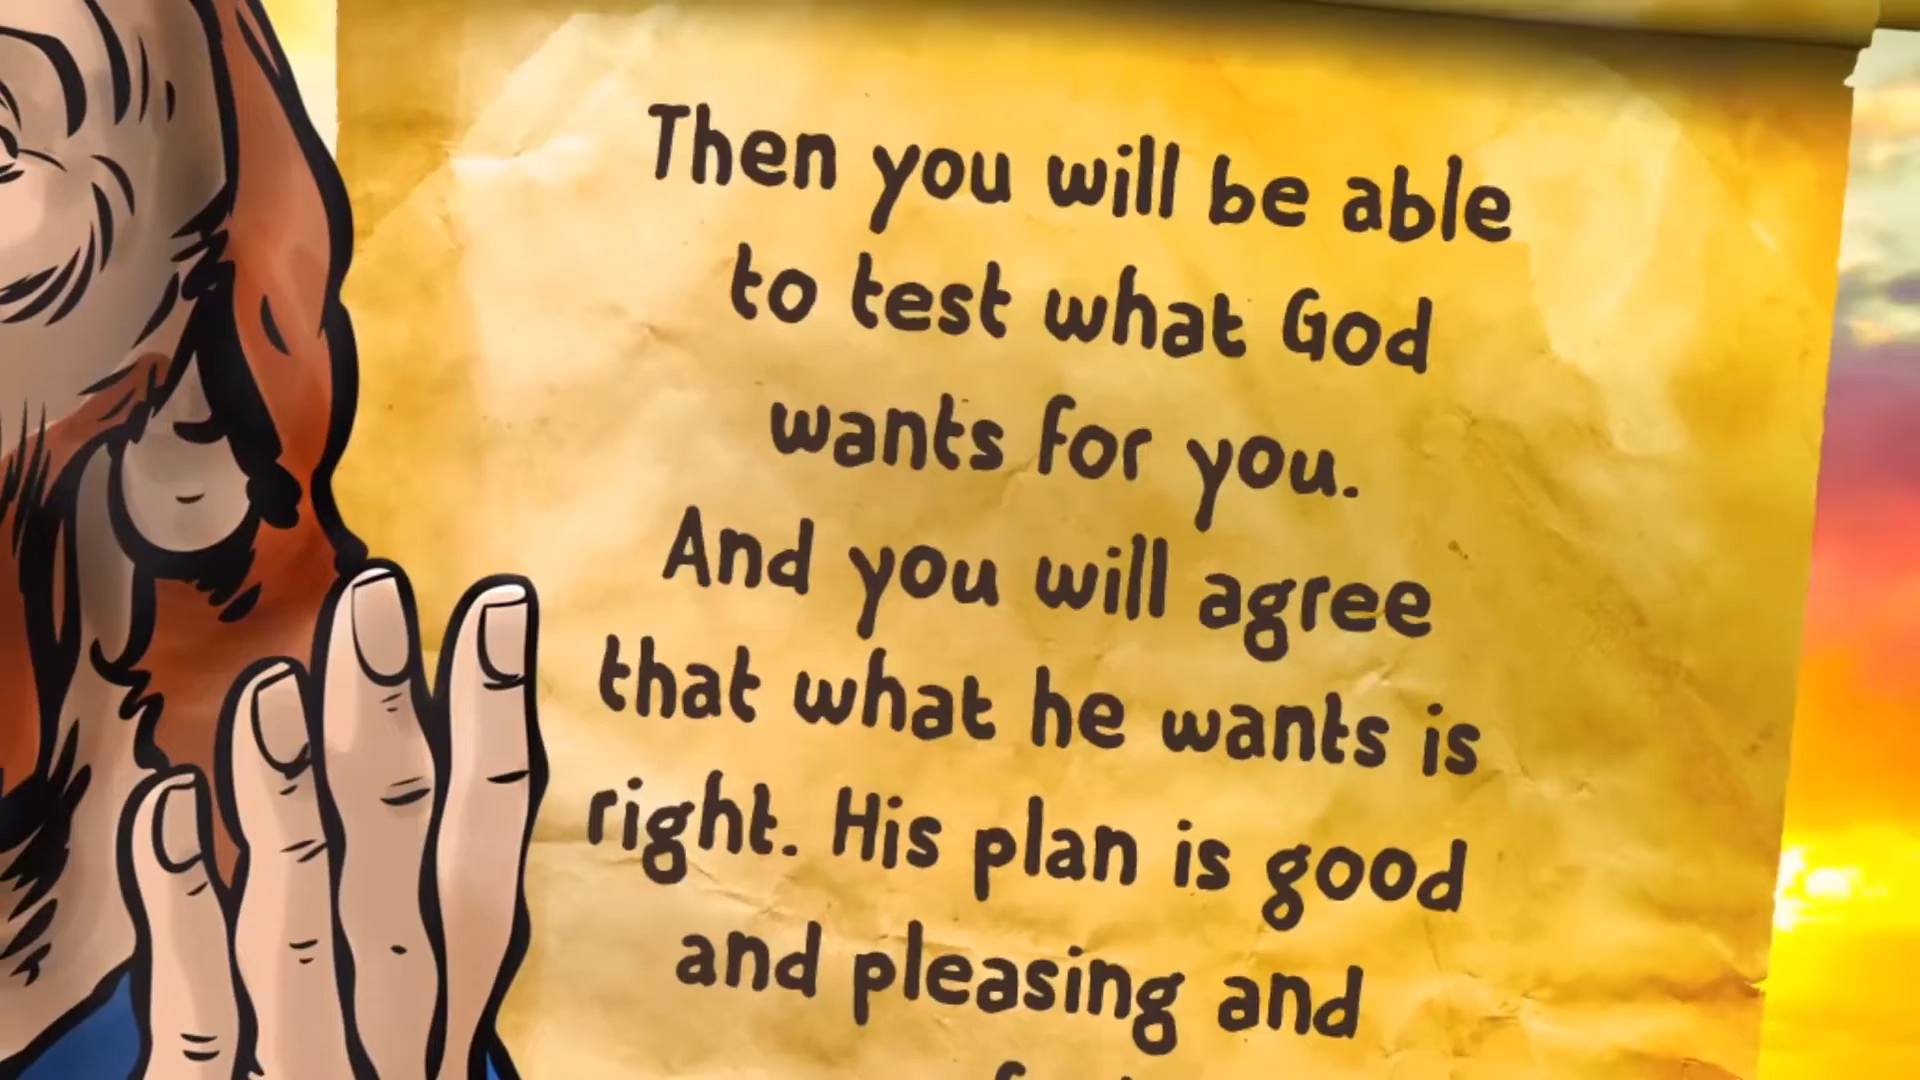 Then you will be able
to test what God
wants for you.
And you will agree
that what he wants is
right. His plan is good
and pleasing and